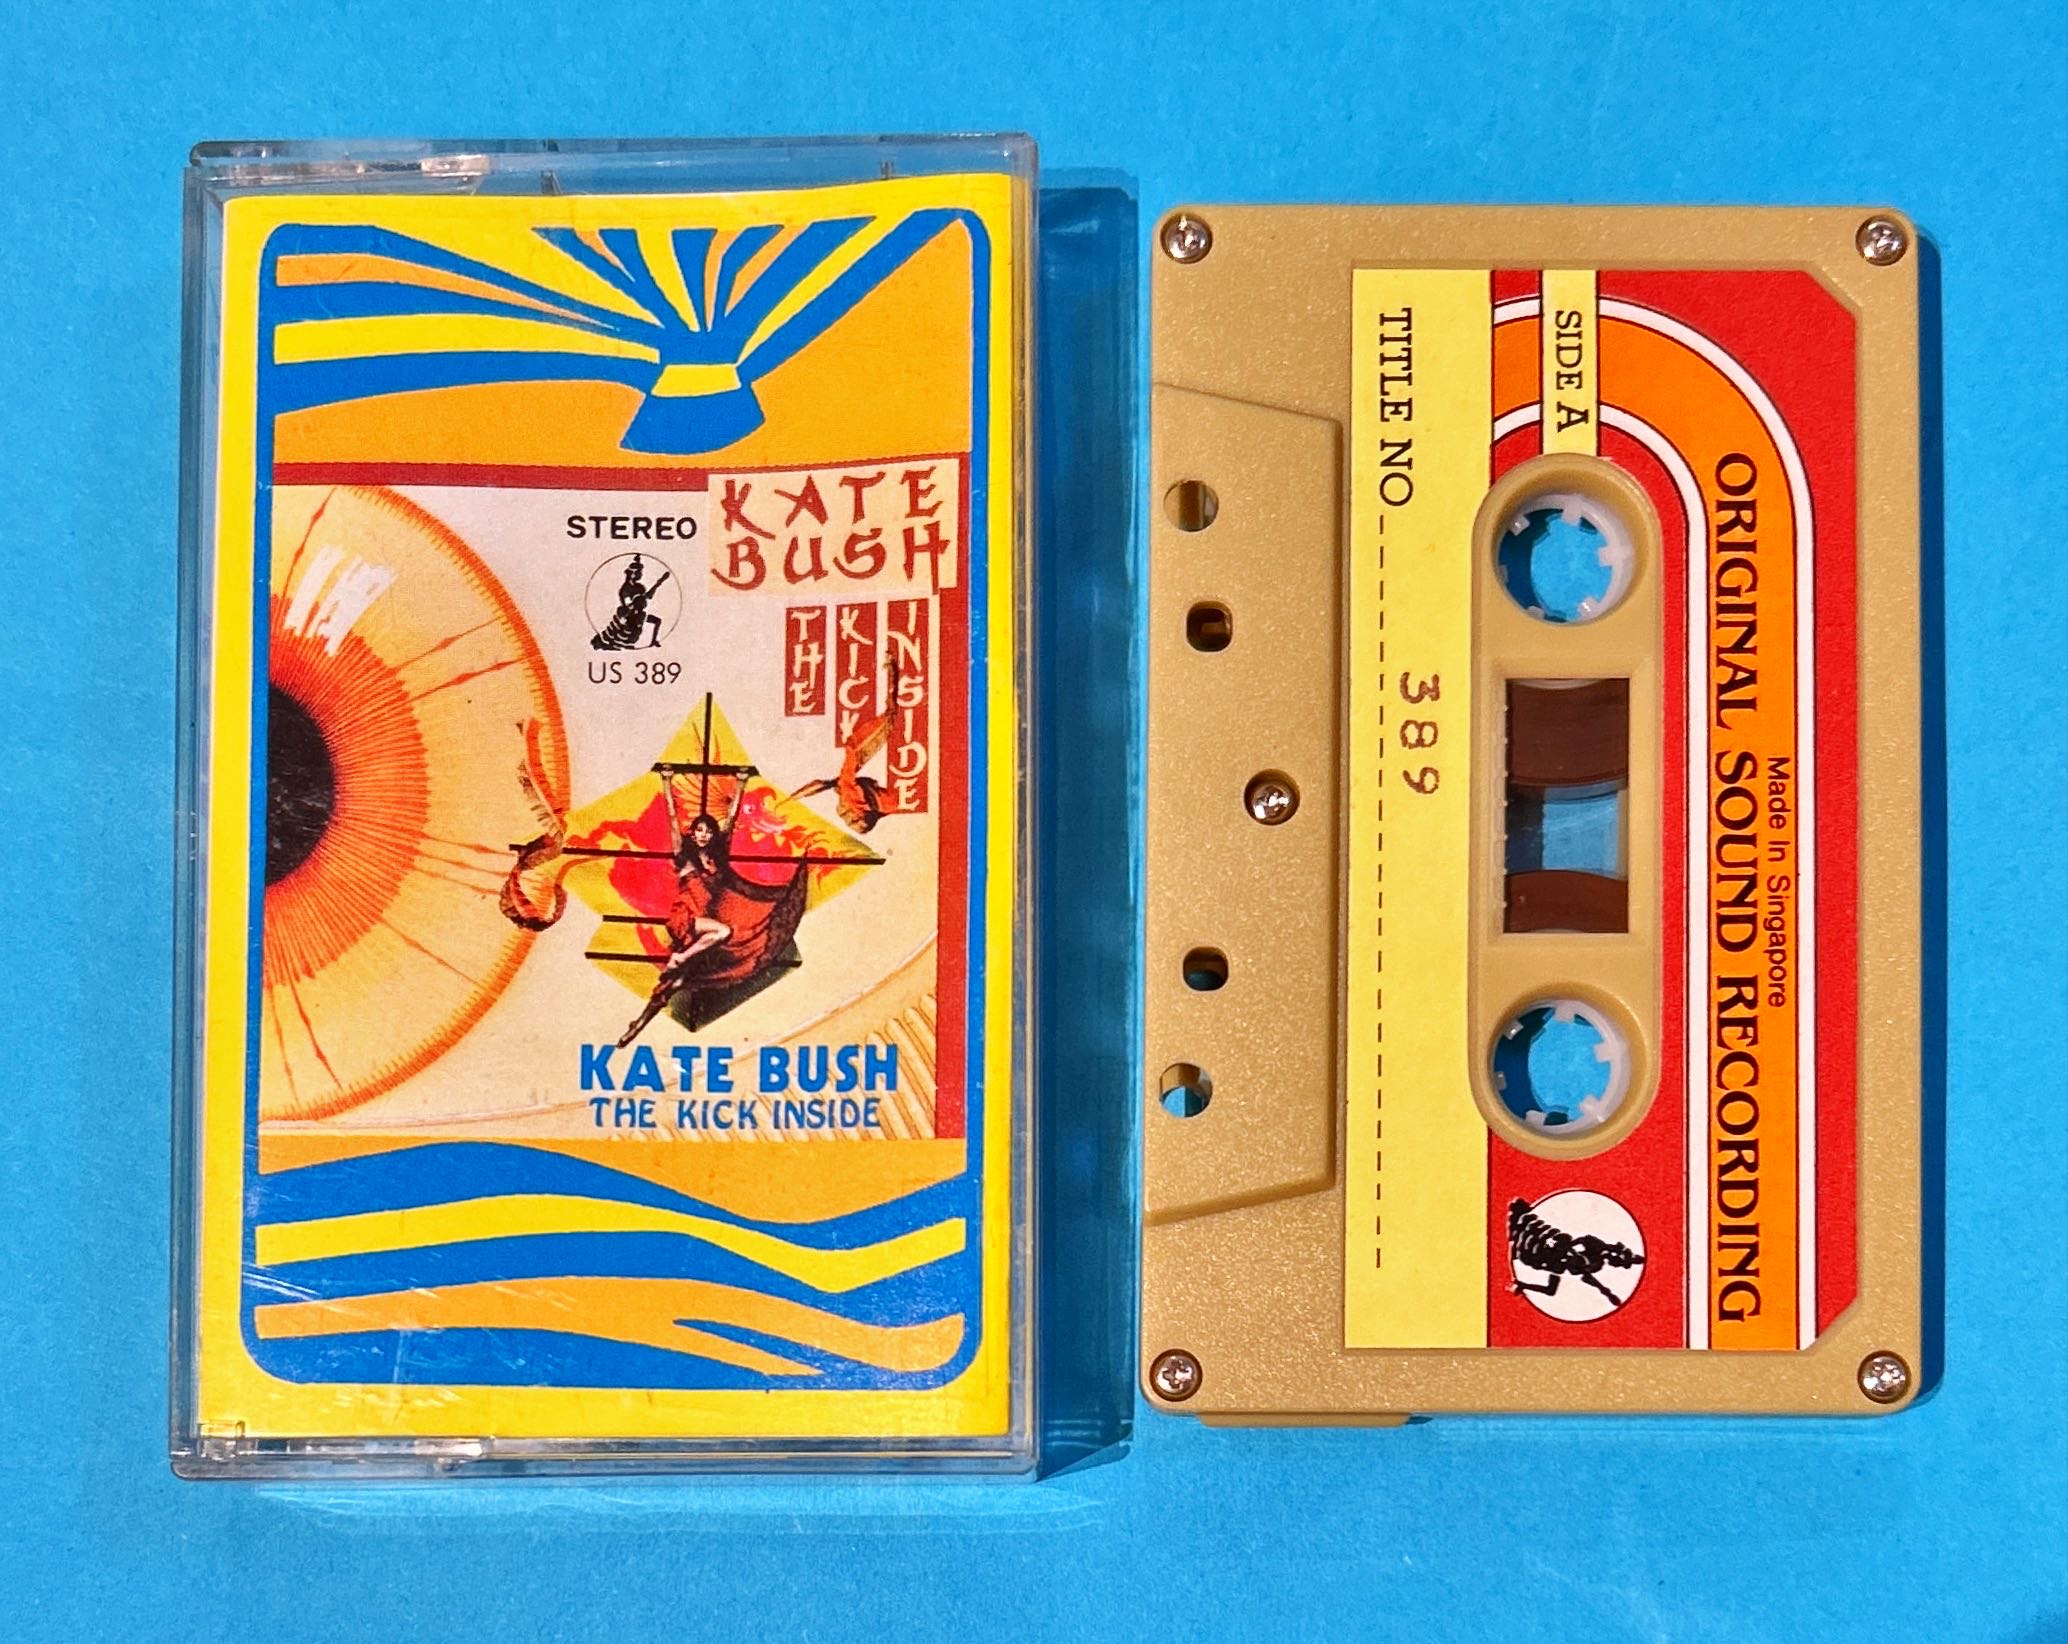 STEREO
KATE
BUSH
THE
KICK
INSIDE
US 389
KATE BUSH
THE KICK INSIDE
SIDE A
TITLE NO
389
ORIGINAL SOUND RECORDING
Made In Singapore